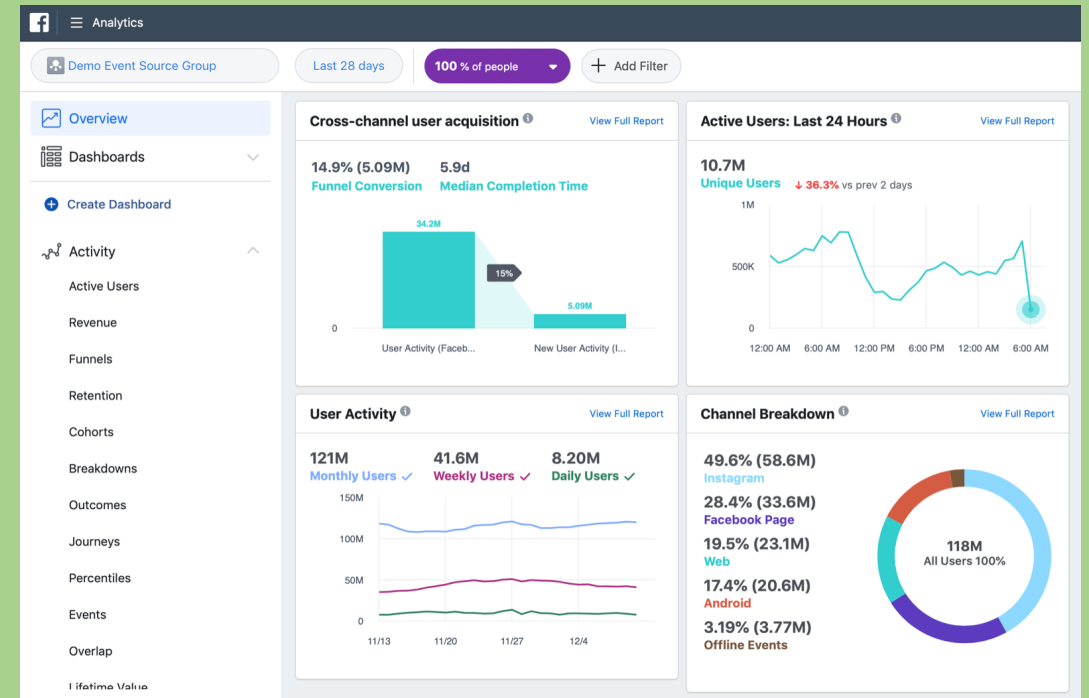 Analytics
Demo Event Source Group
Last 28 days
100 % of people
Add Filter
Overview
Dashboards
Create Dashboard
Activity
Active Users
Revenue
Funnels
Retention
Cohorts
Breakdowns
Outcomes
Journeys
Percentiles
Events
Overlap
Lifetime Value
Cross-channel user acquisition
View Full Report
14.9% (5.09M) 5.9d
Funnel Conversion Median Completion Time
34.2M
15%
5.09M
0
User Activity (Faceb... New User Activity (I...
Active Users: Last 24 Hours
View Full Report
10.7M
Unique Users ↓ 36.3% vs prev 2 days
1M
500K
0
12:00 AM 6:00 AM 12:00 PM 6:00 PM 12:00 AM 6:00 AM
User Activity
View Full Report
121M 41.6M 8.20M
Monthly Users Weekly Users Daily Users
150M
100M
50M
0
11/13 11/20 11/27 12/4
Channel Breakdown
View Full Report
49.6% (58.6M)
Instagram
28.4% (33.6M)
Facebook Page
19.5% (23.1M)
Web
17.4% (20.6M)
Android
3.19% (3.77M)
Offline Events
118M
All Users 100%